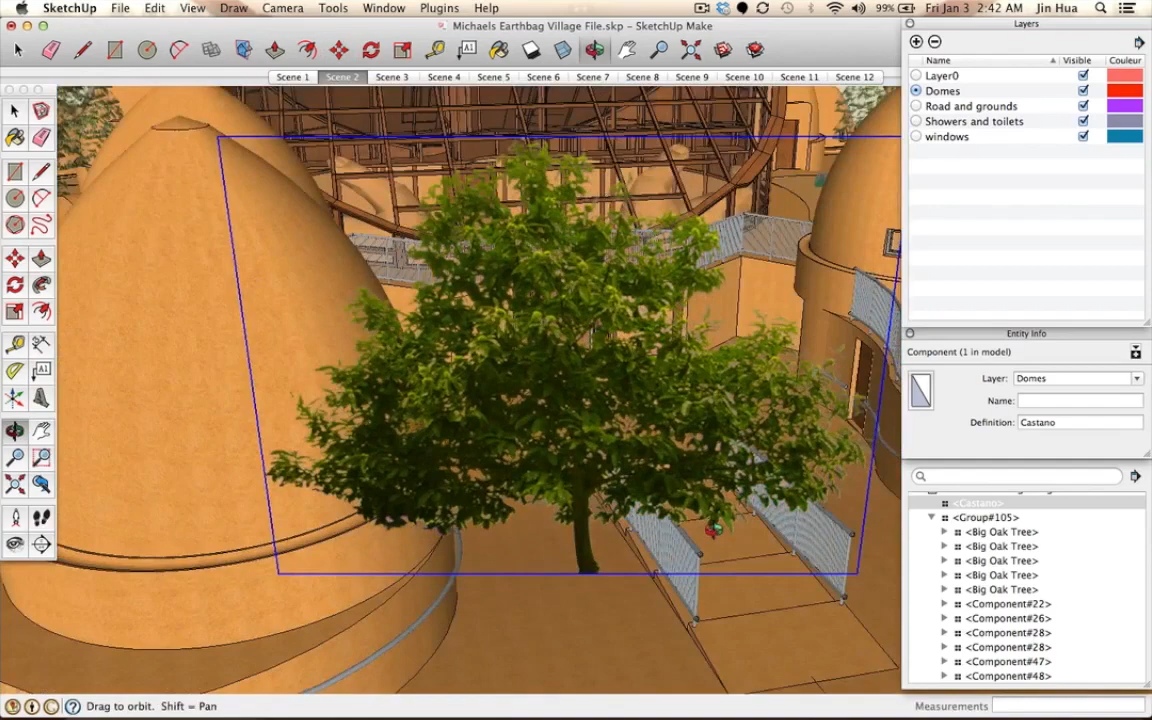 SketchUp File Edit View Draw Camera Tools Window Plugins Help 99% Fri Jan 3 2:42 AM Jin Hua
Michaels Earthbag Village File.skp – SketchUp Make
Layers
A1
Scene 1 Scene 2 Scene 3 Scene 4 Scene 5 Scene 6 Scene 7 Scene 8 Scene 9 Scene 10 Scene 11 Scene 12
Name Visible Couleur
Layer0
Domes
Road and grounds
Showers and toilets
windows
Entity Info
Component (1 in model)
A1
Layer: Domes
Name:
Definition: Castano
<Castano>
<Group#105>
<Big Oak Tree>
<Big Oak Tree>
<Big Oak Tree>
<Big Oak Tree>
<Big Oak Tree>
<Component#22>
<Component#26>
<Component#28>
<Component#28>
<Component#47>
<Component#48>
Drag to orbit. Shift = Pan
Measurements